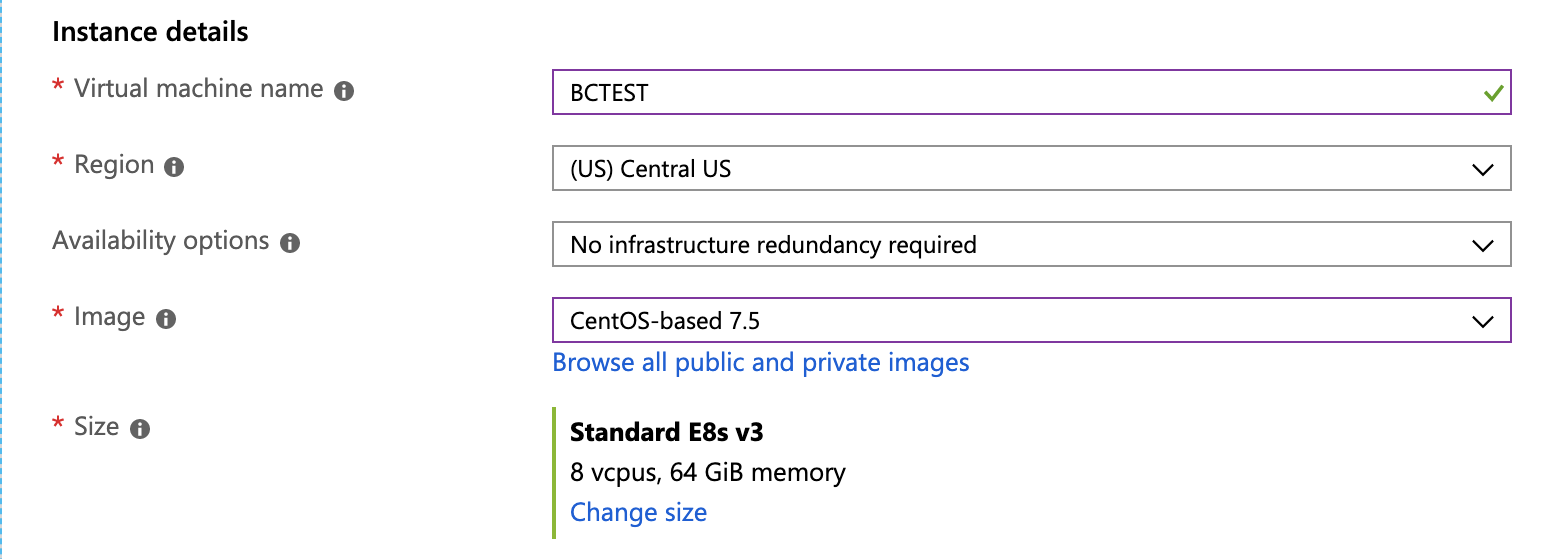 Instance details
* Virtual machine name
BCTEST
* Region
(US) Central US
Availability options
No infrastructure redundancy required
* Image
CentOS-based 7.5
Browse all public and private images
* Size
Standard E8s v3
8 vcpus, 64 GiB memory
Change size